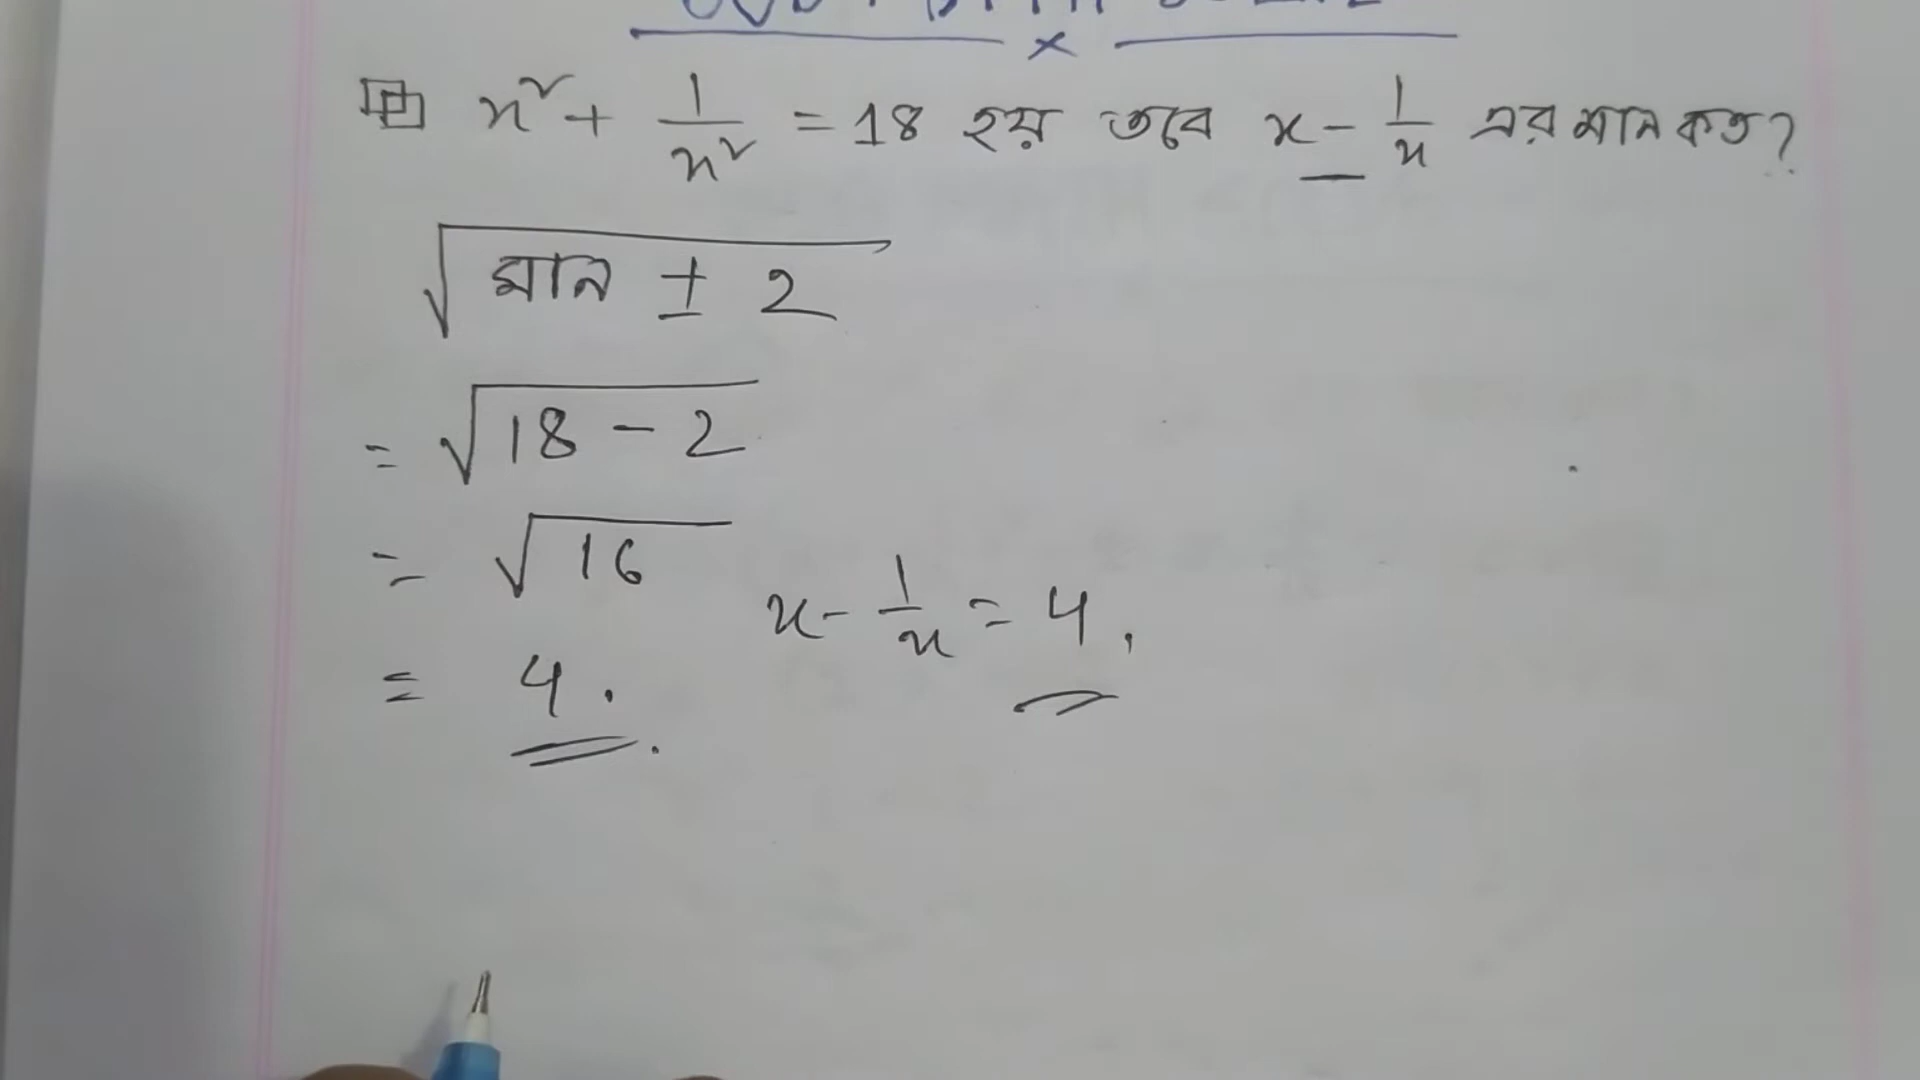 x² + 1/x² = 18 হয় তবে x - 1/x এর মান কত?
√মান ± 2
= √18 - 2
= √16
x - 1/x = 4.
= 4.